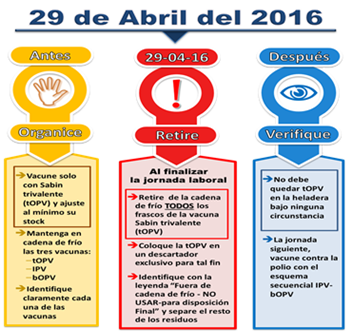 29 de Abril del 2016
Antes
Organice
Vacune solo
con Sabin
trivalente
(tOPV) y ajuste
al mínimo su
stock
Mantenga en
cadena de frío
las tres vacunas:
– tOPV
– IPV
– bOPV
Identifique
claramente cada
una de las
vacunas
29-04-16
Retire
Al finalizar
la jornada laboral
Retire de la cadena
de frío TODOS los
frascos de la vacuna
Sabin trivalente
(tOPV)
Coloque la tOPV en
un descartador
exclusivo para tal fin
Identifique con la
leyenda "Fuera de
cadena de frío - NO
USAR-para disposición
Final" y separe el resto
de los residuos
Después
Verifique
No debe
quedar tOPV
en la heladera
bajo ninguna
circunstancia
La jornada
siguiente,
vacune contra la
polio con el
esquema
secuencial IPV-
bOPV